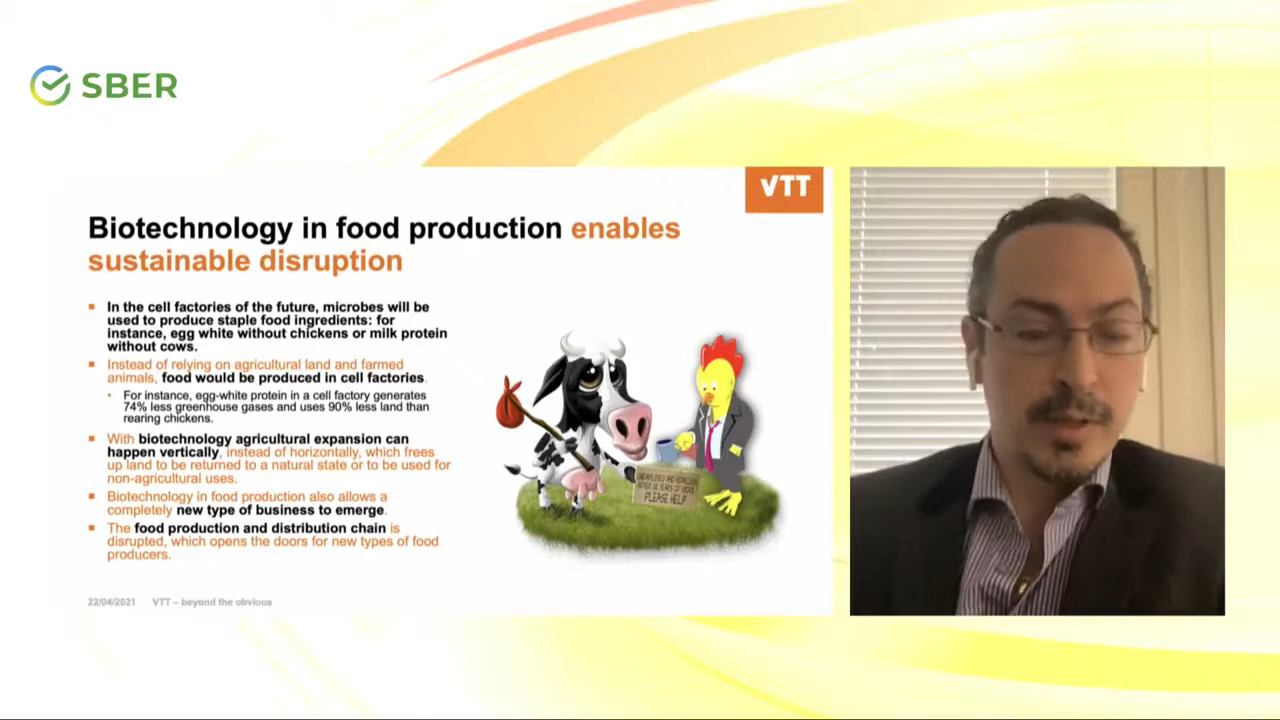 SBER
VTT
Biotechnology in food production enables
sustainable disruption
In the cell factories of the future, microbes will be
used to produce staple food ingredients: for
instance, egg white without chickens or milk protein
without cows.
Instead of relying on agricultural land and farmed
animals, food would be produced in cell factories.
For instance, egg-white protein in a cell factory generates
74% less greenhouse gases and uses 90% less land than
rearing chickens.
With biotechnology agricultural expansion can
happen vertically, instead of horizontally, which frees
up land to be returned to a natural state or to be used for
non-agricultural uses.
Biotechnology in food production also allows a
completely new type of business to emerge.
The food production and distribution chain is
disrupted, which opens the doors for new types of food
producers.
UNEMPLOYED AND HOMELESS
AFTER YEARS OF WORK
PLEASE HELP
22/04/2021 VTT – beyond the obvious